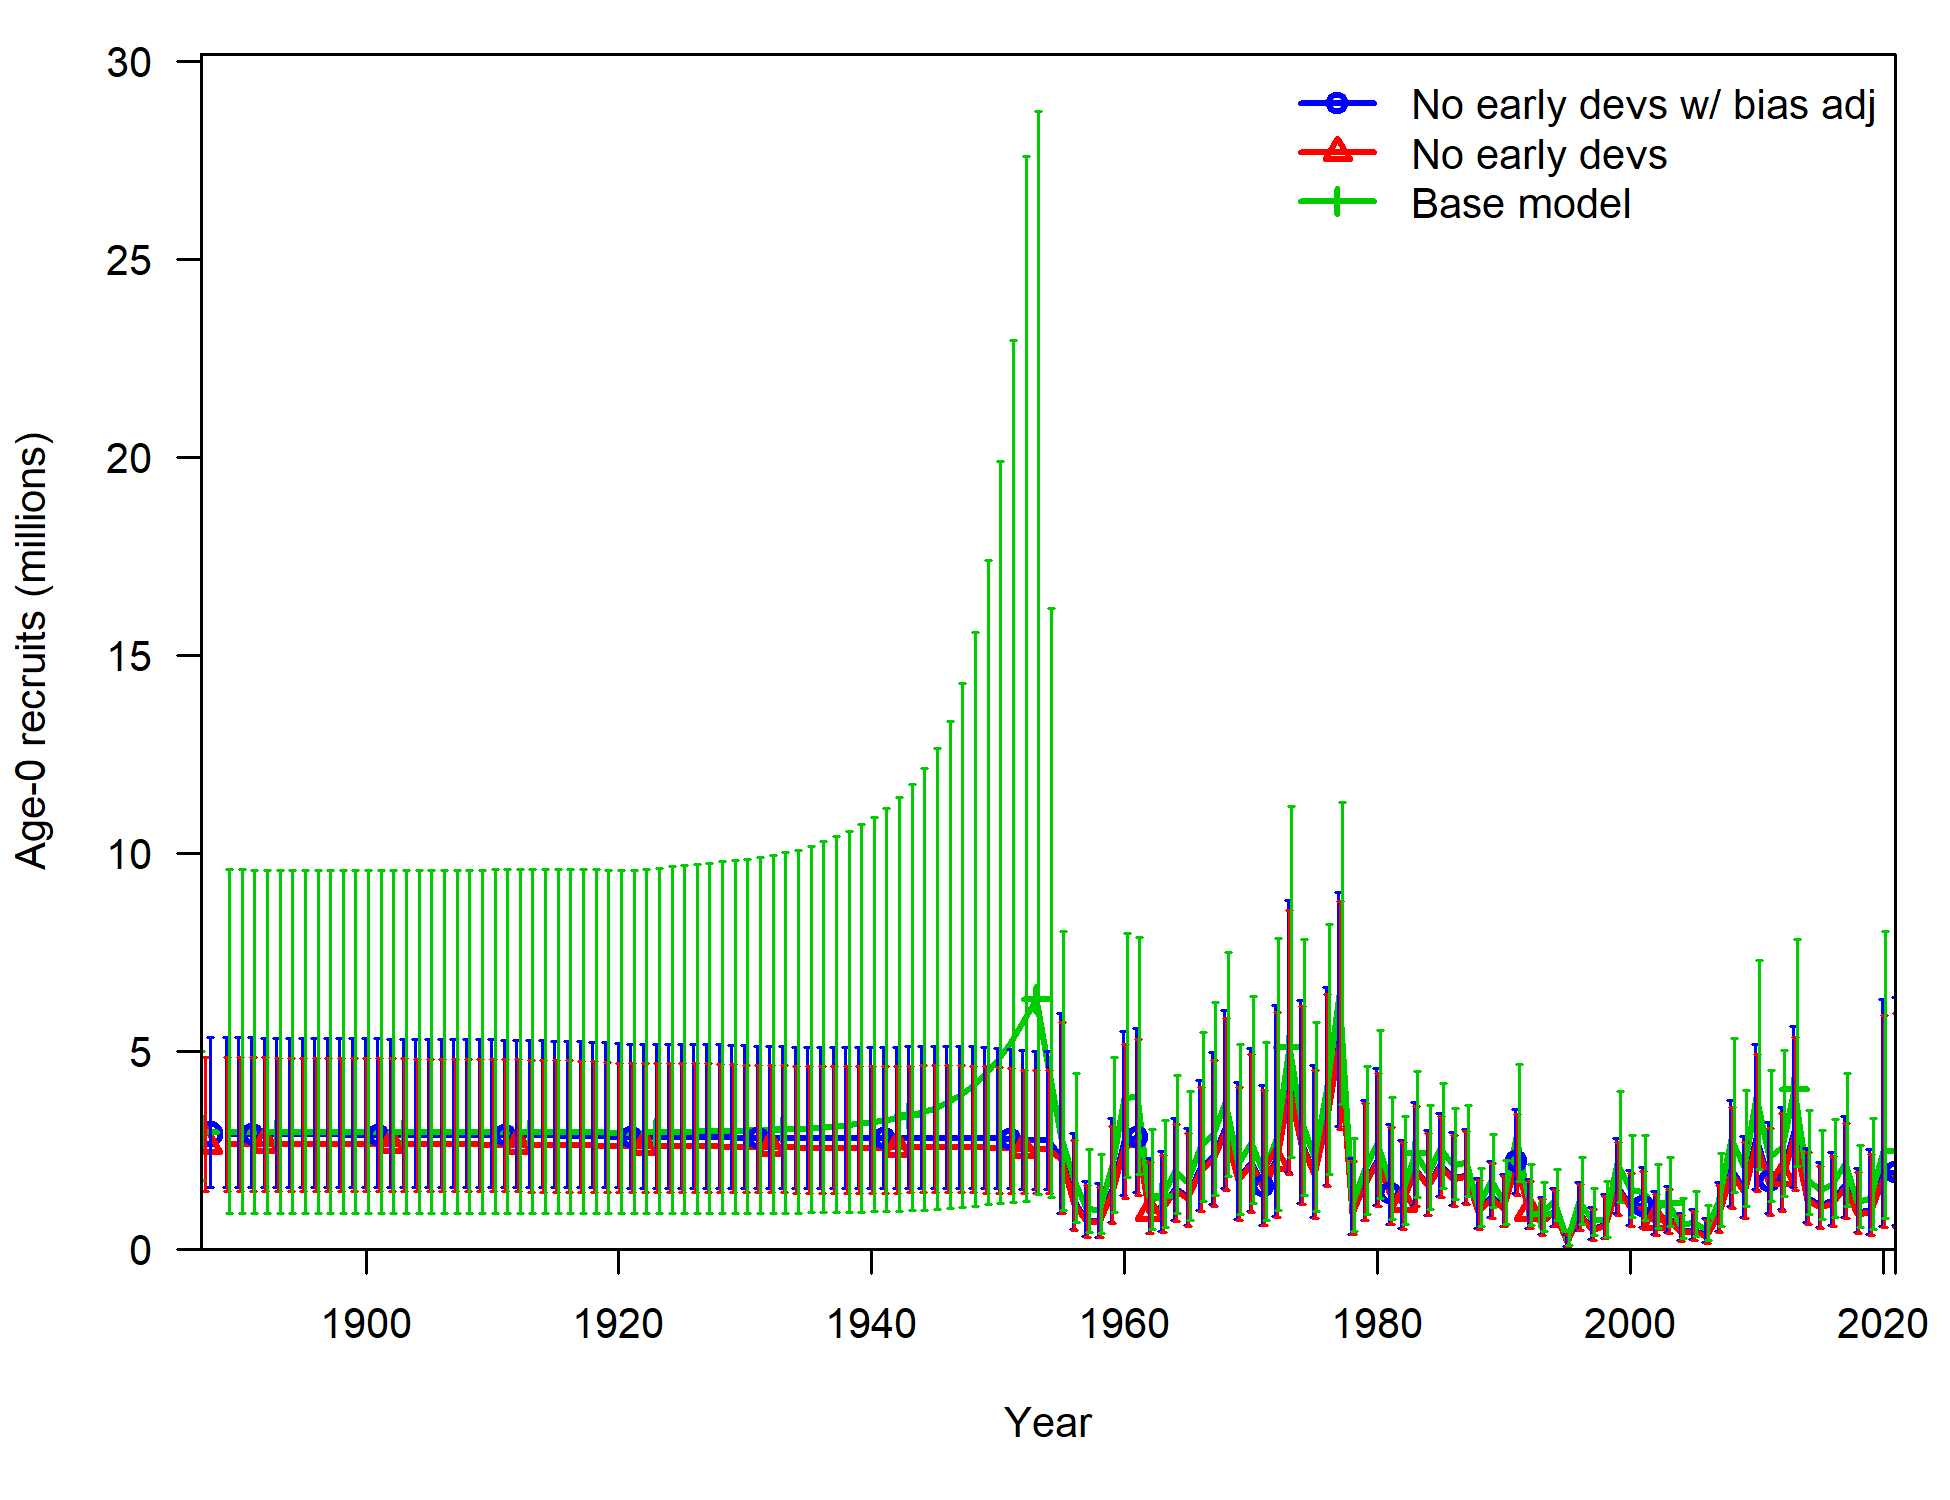 30
25
20
15
10
5
0
Age-0 recruits (millions)
No early devs w/ bias adj
No early devs
Base model
1900 1920 1940 1960 1980 2000 2020
Year